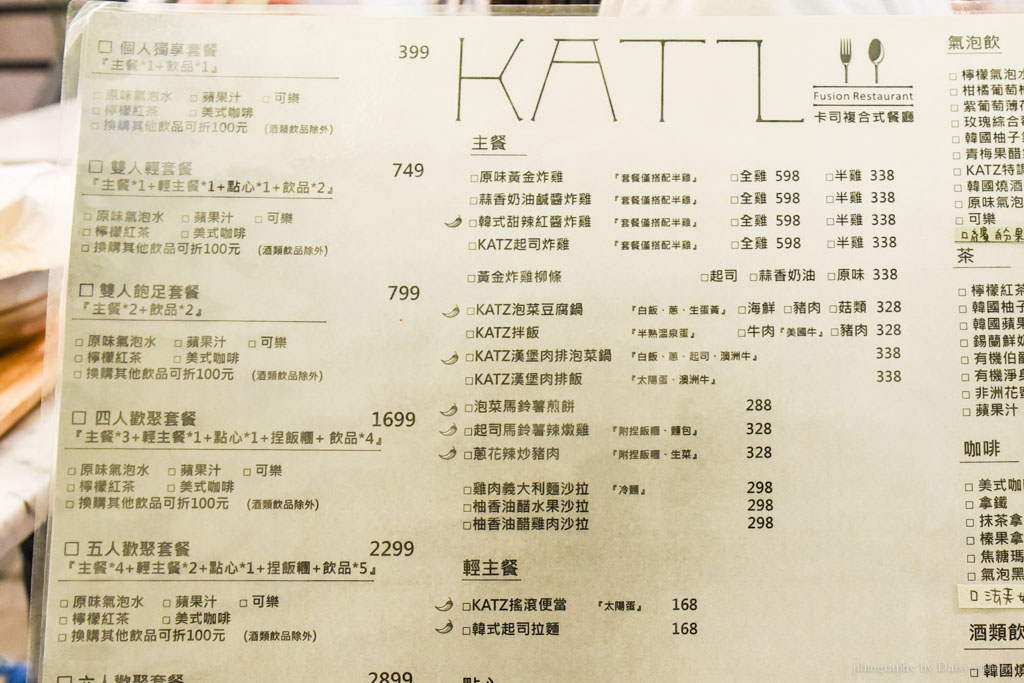 □ 個人獨享套餐 399
『主餐*1+飲品*1』
□原味氣泡水 □蘋果汁 □可樂
□檸檬紅茶 □美式咖啡
□換購其他飲品可折100元 (酒類飲品除外)
□ 雙人輕套餐 749
『主餐*1+輕主餐*1+點心*1+飲品*2』
□原味氣泡水 □蘋果汁 □可樂
□檸檬紅茶 □美式咖啡
□換購其他飲品可折100元 (酒類飲品除外)
□ 雙人飽足套餐 799
『主餐*2+飲品*2』
□原味氣泡水 □蘋果汁 □可樂
□檸檬紅茶 □美式咖啡
□換購其他飲品可折100元 (酒類飲品除外)
□ 四人歡聚套餐 1699
『主餐*3+輕主餐*1+點心*1+捏飯糰+ 飲品*4』
□原味氣泡水 □蘋果汁 □可樂
□檸檬紅茶 □美式咖啡
□換購其他飲品可折100元 (酒類飲品除外)
□ 五人歡聚套餐 2299
『主餐*4+輕主餐*2+點心*1+捏飯糰+飲品*5』
□原味氣泡水 □蘋果汁 □可樂
□檸檬紅茶 □美式咖啡
□換購其他飲品可折100元 (酒類飲品除外)
□ 六人歡聚套餐 2899
KATZ
Fusion Restaurant
卡司複合式餐廳
主餐
□原味黃金炸雞 『套餐僅搭配半雞』 □全雞 598 □半雞 338
□蒜香奶油鹹醬炸雞 『套餐僅搭配半雞』 □全雞 598 □半雞 338
□韓式甜辣紅醬炸雞 『套餐僅搭配半雞』 □全雞 598 □半雞 338
□KATZ起司炸雞 『套餐僅搭配半雞』 □全雞 598 □半雞 338
□黃金炸雞柳條 □起司 □蒜香奶油 □原味 338
□KATZ泡菜豆腐鍋 『白飯、蔥、生蛋黃』 □海鮮 □豬肉 □菇類 328
□KATZ拌飯 『半熟溫泉蛋』 □牛肉『美國牛』 □豬肉 328
□KATZ漢堡肉排泡菜鍋 『白飯、蔥、起司、澳洲牛』 338
□KATZ漢堡肉排飯 『太陽蛋、澳洲牛』 338
□泡菜馬鈴薯煎餅 288
□起司馬鈴薯辣燉雞 『附捏飯糰、麵包』 328
□蔥花辣炒豬肉 『附捏飯糰、生菜』 328
□雞肉義大利麵沙拉 『冷麵』 298
□柚香油醋水果沙拉 298
□柚香油醋雞肉沙拉 298
輕主餐
□KATZ搖滾便當 『太陽蛋』 168
□韓式起司拉麵 168
點心
氣泡飲
□檸檬氣泡水
□柑橘葡萄柚
□紫葡萄薄荷
□玫瑰綜合
□韓國柚子
□青梅果醋
□KATZ特調
□韓國燒酒
□原味氣泡
□可樂
□繽紛果
茶
□檸檬紅茶
□韓國柚子
□韓國蘋果
□錫蘭鮮奶
□有機伯爵
□有機淨身
□非洲花蜜
□蘋果汁
咖啡
□美式咖啡
□拿鐵
□抹茶拿
□榛果拿
□焦糖瑪
□氣泡黑
酒類飲
□韓國燒
photography by Daisy